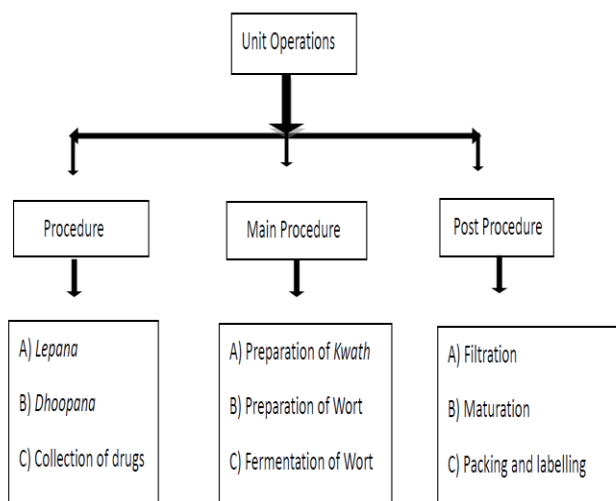 Unit Operations
Procedure
Main Procedure
Post Procedure
A) Lepana
B) Dhoopana
C) Collection of drugs
A) Preparation of Kwath
B) Preparation of Wort
C) Fermentation of Wort
A) Filtration
B) Maturation
C) Packing and labelling